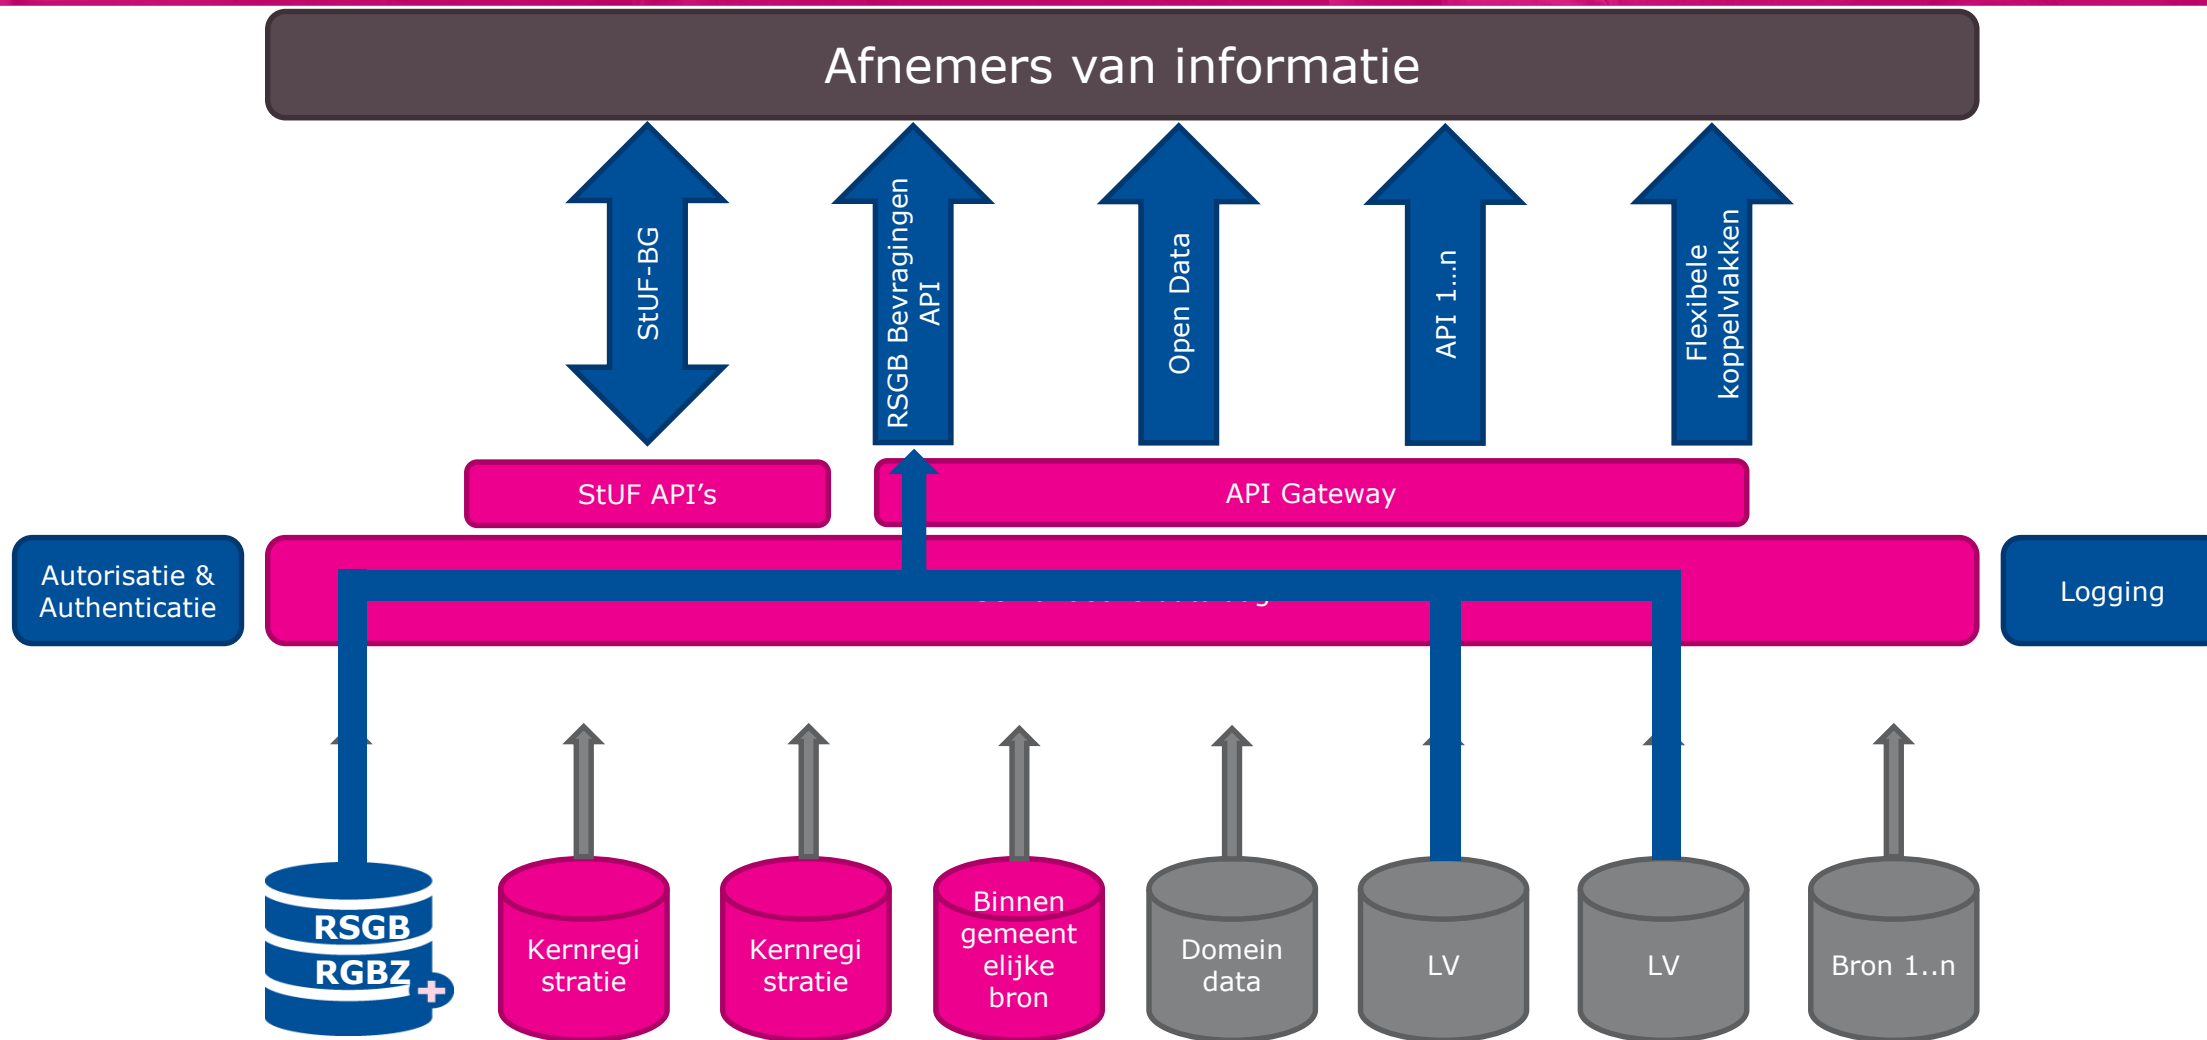 Afnemers van informatie
StUF-BG
RSGB Bevragingen
API
Open Data
API 1...n
Flexibele
koppelvlakken
StUF API's
API Gateway
Autorisatie &
Authenticatie
Logging
RSGB
RGBZ
Kernregi
stratie
Kernregi
stratie
Binnen
gemeent
elijke
bron
Domein
data
LV
LV
Bron 1..n